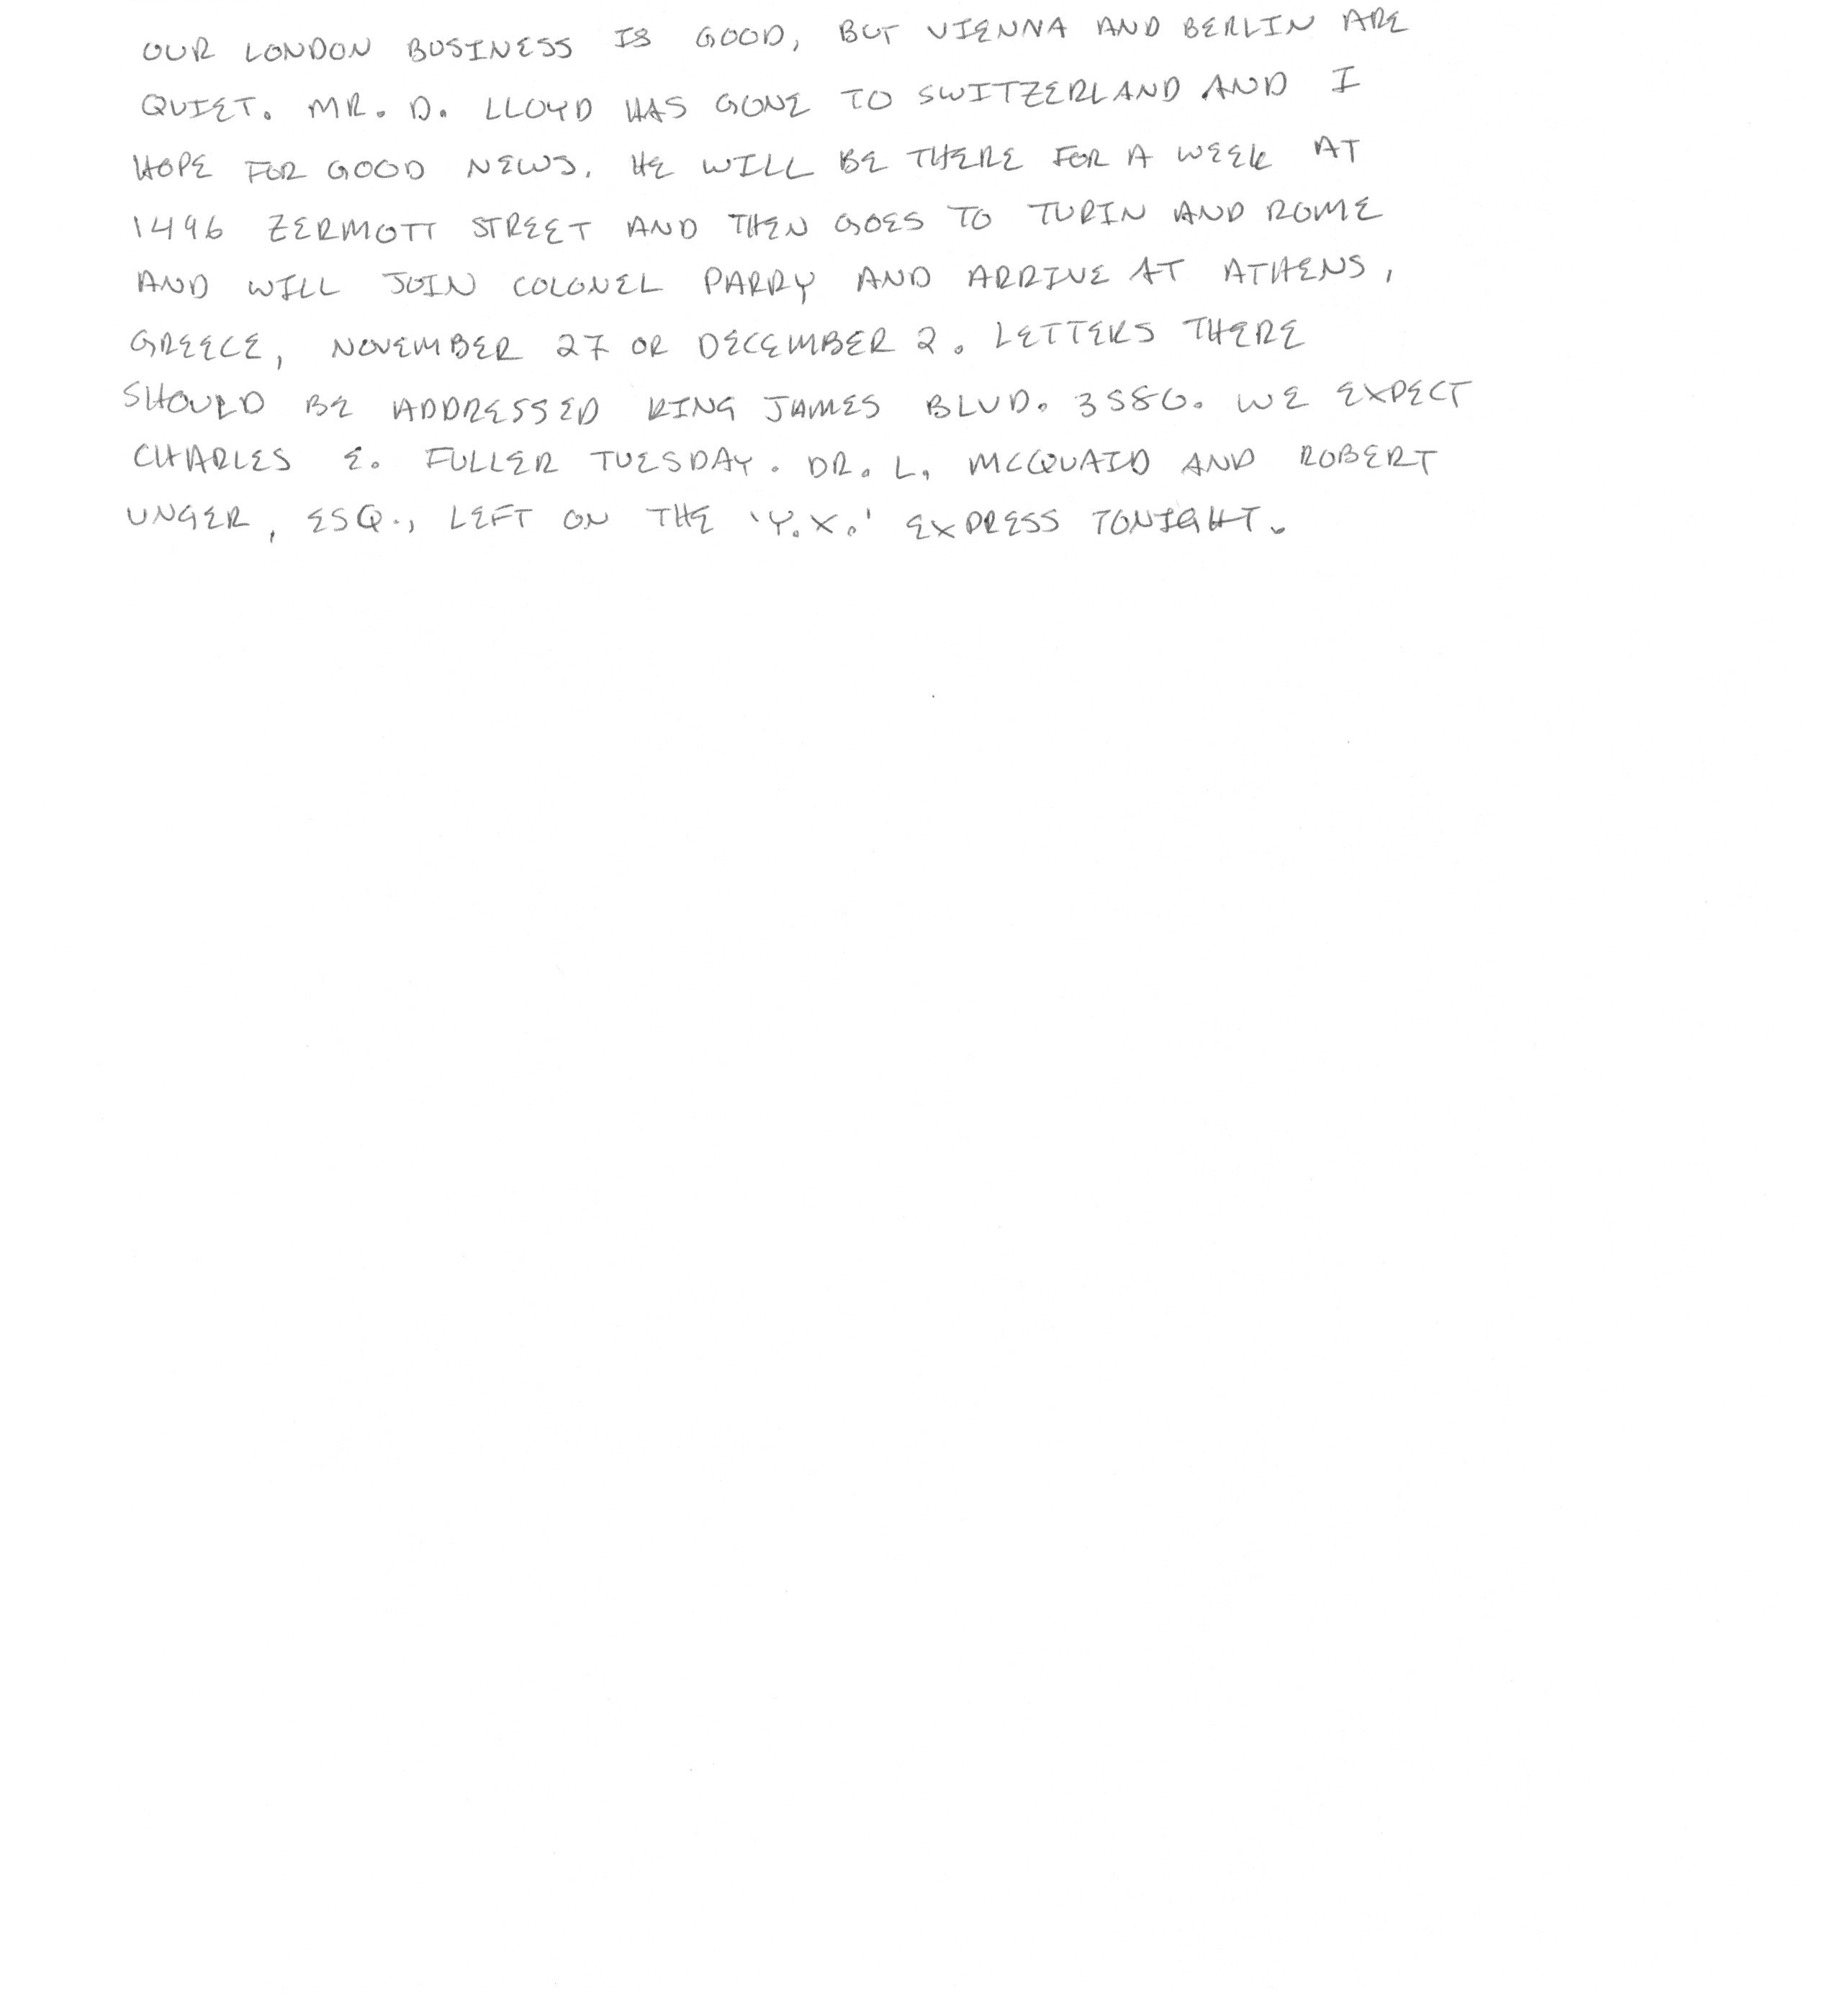 OUR LONDON BUSINESS IS GOOD, BUT VIENNA AND BERLIN ARE
QUIET. MR. D. LLOYD HAS GONE TO SWITZERLAND AND I
HOPE FOR GOOD NEWS. HE WILL BE THERE FOR A WEEK AT
1496 ZERMOTT STREET AND THEN GOES TO TURIN AND ROME
AND WILL JOIN COLONEL PARRY AND ARRIVE AT ATHENS,
GREECE, NOVEMBER 27 OR DECEMBER 2. LETTERS THERE
SHOULD BE ADDRESSED KING JAMES BLVD. 3580. WE EXPECT
CHARLES E. FULLER TUESDAY. DR. L. MCQUAID AND ROBERT
UNGER, ESQ., LEFT ON THE 'Y.X.' EXPRESS TONIGHT.